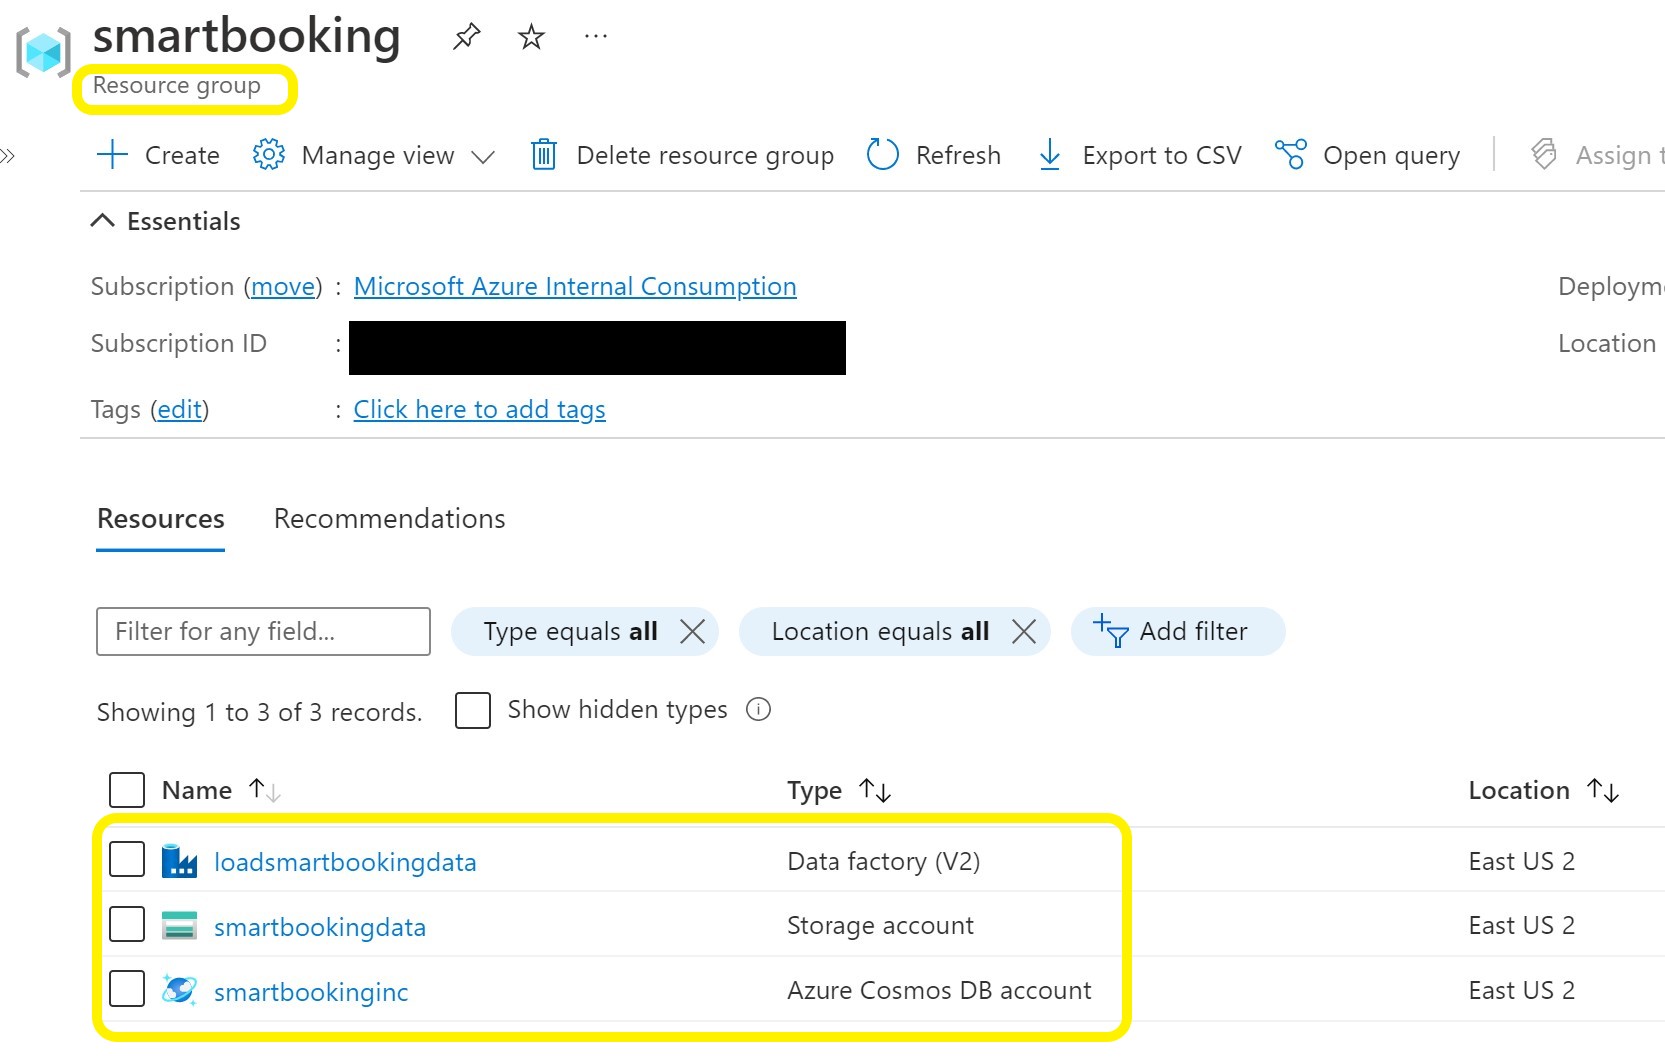 smartbooking
Resource group
Create Manage view Delete resource group Refresh Export to CSV Open query Assign t
Essentials
Subscription (move) : Microsoft Azure Internal Consumption Deployme
Subscription ID : Location
Tags (edit) : Click here to add tags
Resources Recommendations
Filter for any field... Type equals all Location equals all Add filter
Showing 1 to 3 of 3 records. Show hidden types
Name Type Location
loadsmartbookingdata Data factory (V2) East US 2
smartbookingdata Storage account East US 2
smartbookinginc Azure Cosmos DB account East US 2